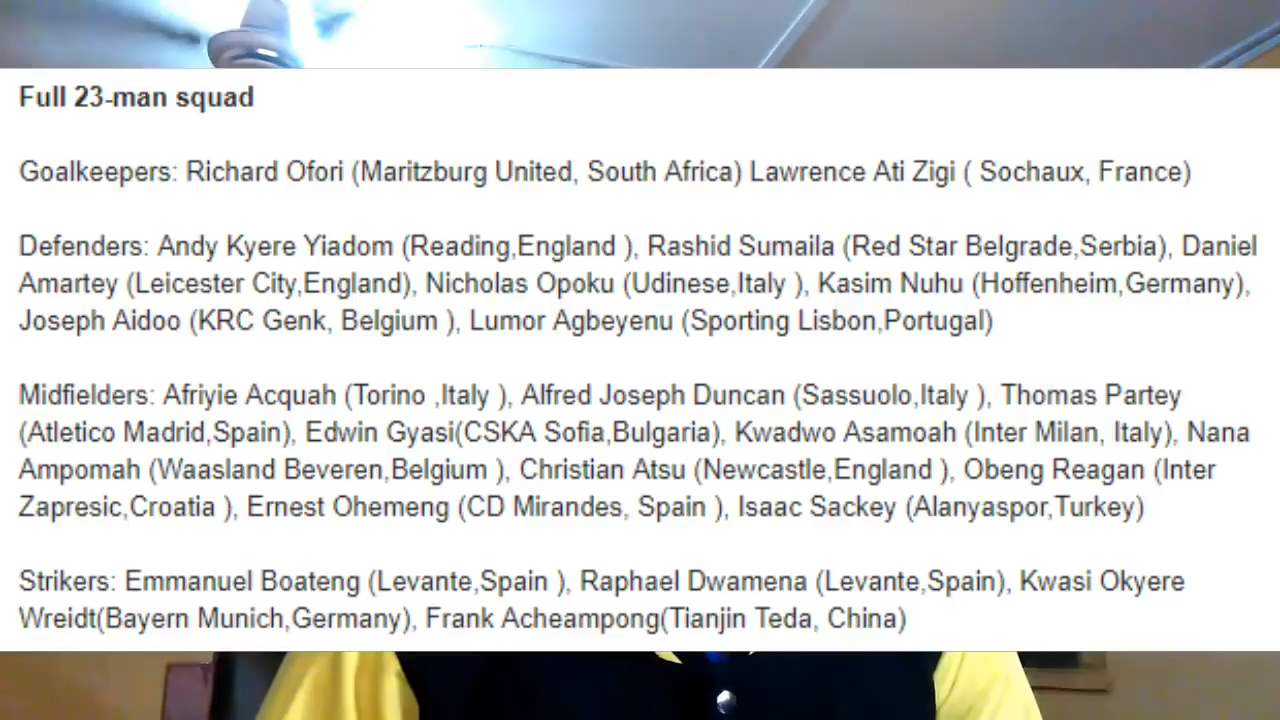 Full 23-man squad
Goalkeepers: Richard Ofori (Maritzburg United, South Africa) Lawrence Ati Zigi ( Sochaux, France)
Defenders: Andy Kyere Yiadom (Reading,England ), Rashid Sumaila (Red Star Belgrade,Serbia), Daniel
Amartey (Leicester City,England), Nicholas Opoku (Udinese,Italy ), Kasim Nuhu (Hoffenheim,Germany),
Joseph Aidoo (KRC Genk, Belgium ), Lumor Agbeyenu (Sporting Lisbon,Portugal)
Midfielders: Afriyie Acquah (Torino ,Italy ), Alfred Joseph Duncan (Sassuolo,Italy ), Thomas Partey
(Atletico Madrid,Spain), Edwin Gyasi(CSKA Sofia,Bulgaria), Kwadwo Asamoah (Inter Milan, Italy), Nana
Ampomah (Waasland Beveren,Belgium ), Christian Atsu (Newcastle,England ), Obeng Reagan (Inter
Zapresic,Croatia ), Ernest Ohemeng (CD Mirandes, Spain ), Isaac Sackey (Alanyaspor,Turkey)
Strikers: Emmanuel Boateng (Levante,Spain ), Raphael Dwamena (Levante,Spain), Kwasi Okyere
Wreidt(Bayern Munich,Germany), Frank Acheampong(Tianjin Teda, China)